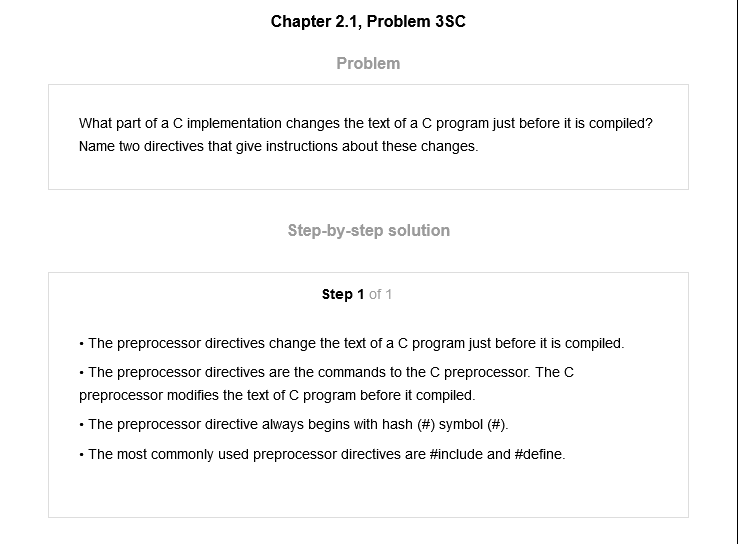 Chapter 2.1, Problem 3SC
Problem
What part of a C implementation changes the text of a C program just before it is compiled?
Name two directives that give instructions about these changes.
Step-by-step solution
Step 1 of 1
• The preprocessor directives change the text of a C program just before it is compiled.
• The preprocessor directives are the commands to the C preprocessor. The C
preprocessor modifies the text of C program before it compiled.
• The preprocessor directive always begins with hash (#) symbol (#).
• The most commonly used preprocessor directives are #include and #define.